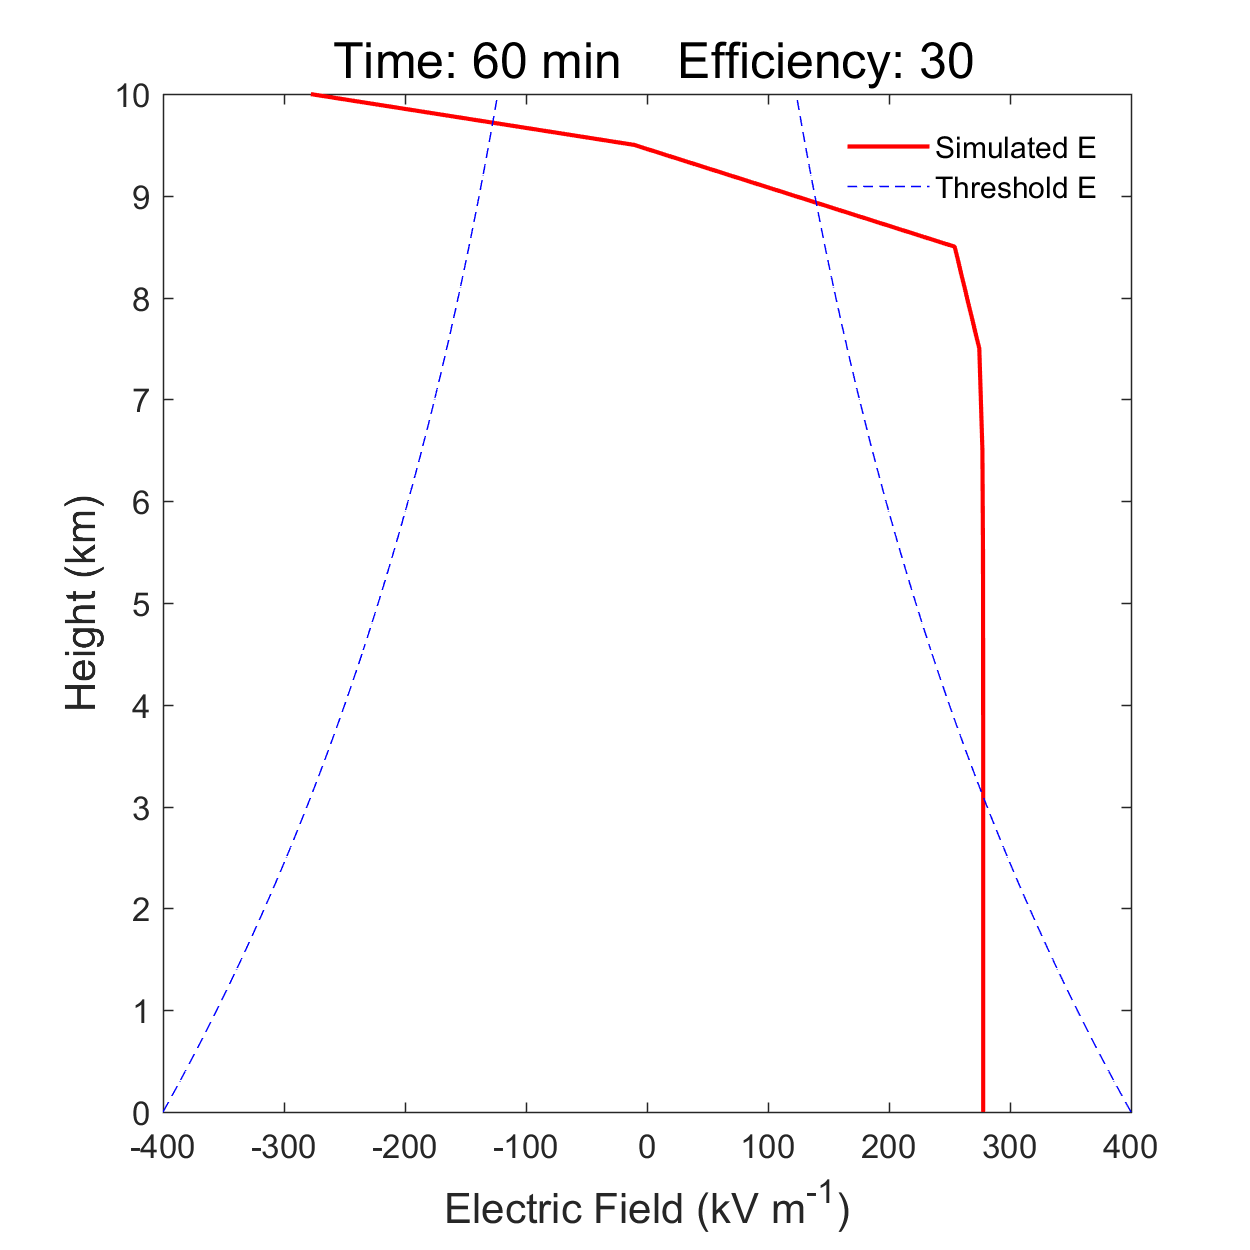 Time: 60 min    Efficiency: 30
10
9
8
7
6
5
4
3
2
1
0
Height (km)
Simulated E
Threshold E
-400 -300 -200 -100 0 100 200 300 400
Electric Field (kV m⁻¹)